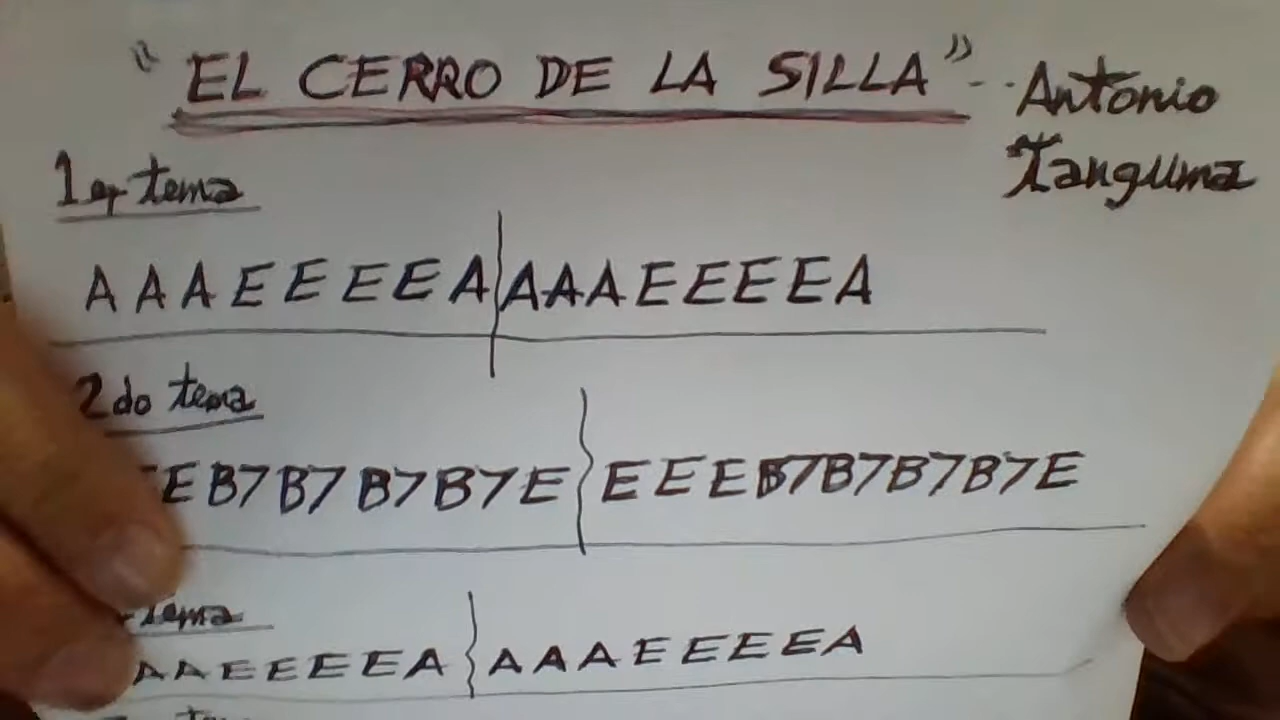 "EL CERRO DE LA SILLA" -- Antonio
Tanguma
1er tema
A A A E E E E A | A A A E E E E A
2do tema
E B7 B7 B7 B7 E } E E E B7 B7 B7 B7 E
tema
A A E E E E A } A A A E E E E A